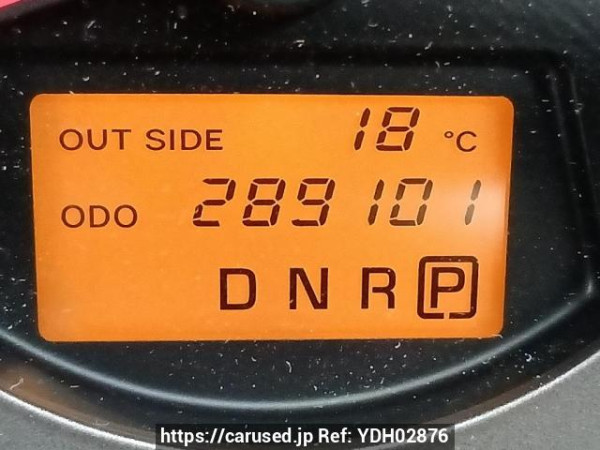 OUT SIDE 18 °C
ODO 289101
D N R P
https://carused.jp Ref: YDH02876